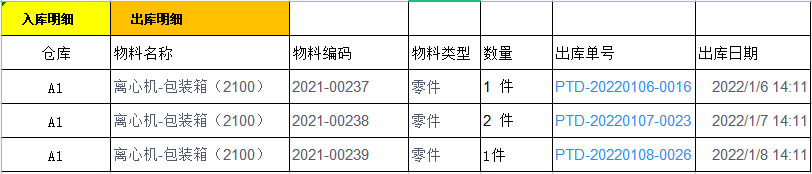 入库明细 出库明细
仓库 物料名称 物料编码 物料类型 数量 出库单号 出库日期
A1 离心机-包装箱（2100） 2021-00237 零件 1 件 PTD-20220106-0016 2022/1/6 14:11
A1 离心机-包装箱（2100） 2021-00238 零件 2 件 PTD-20220107-0023 2022/1/7 14:11
A1 离心机-包装箱（2100） 2021-00239 零件 1件 PTD-20220108-0026 2022/1/8 14:11